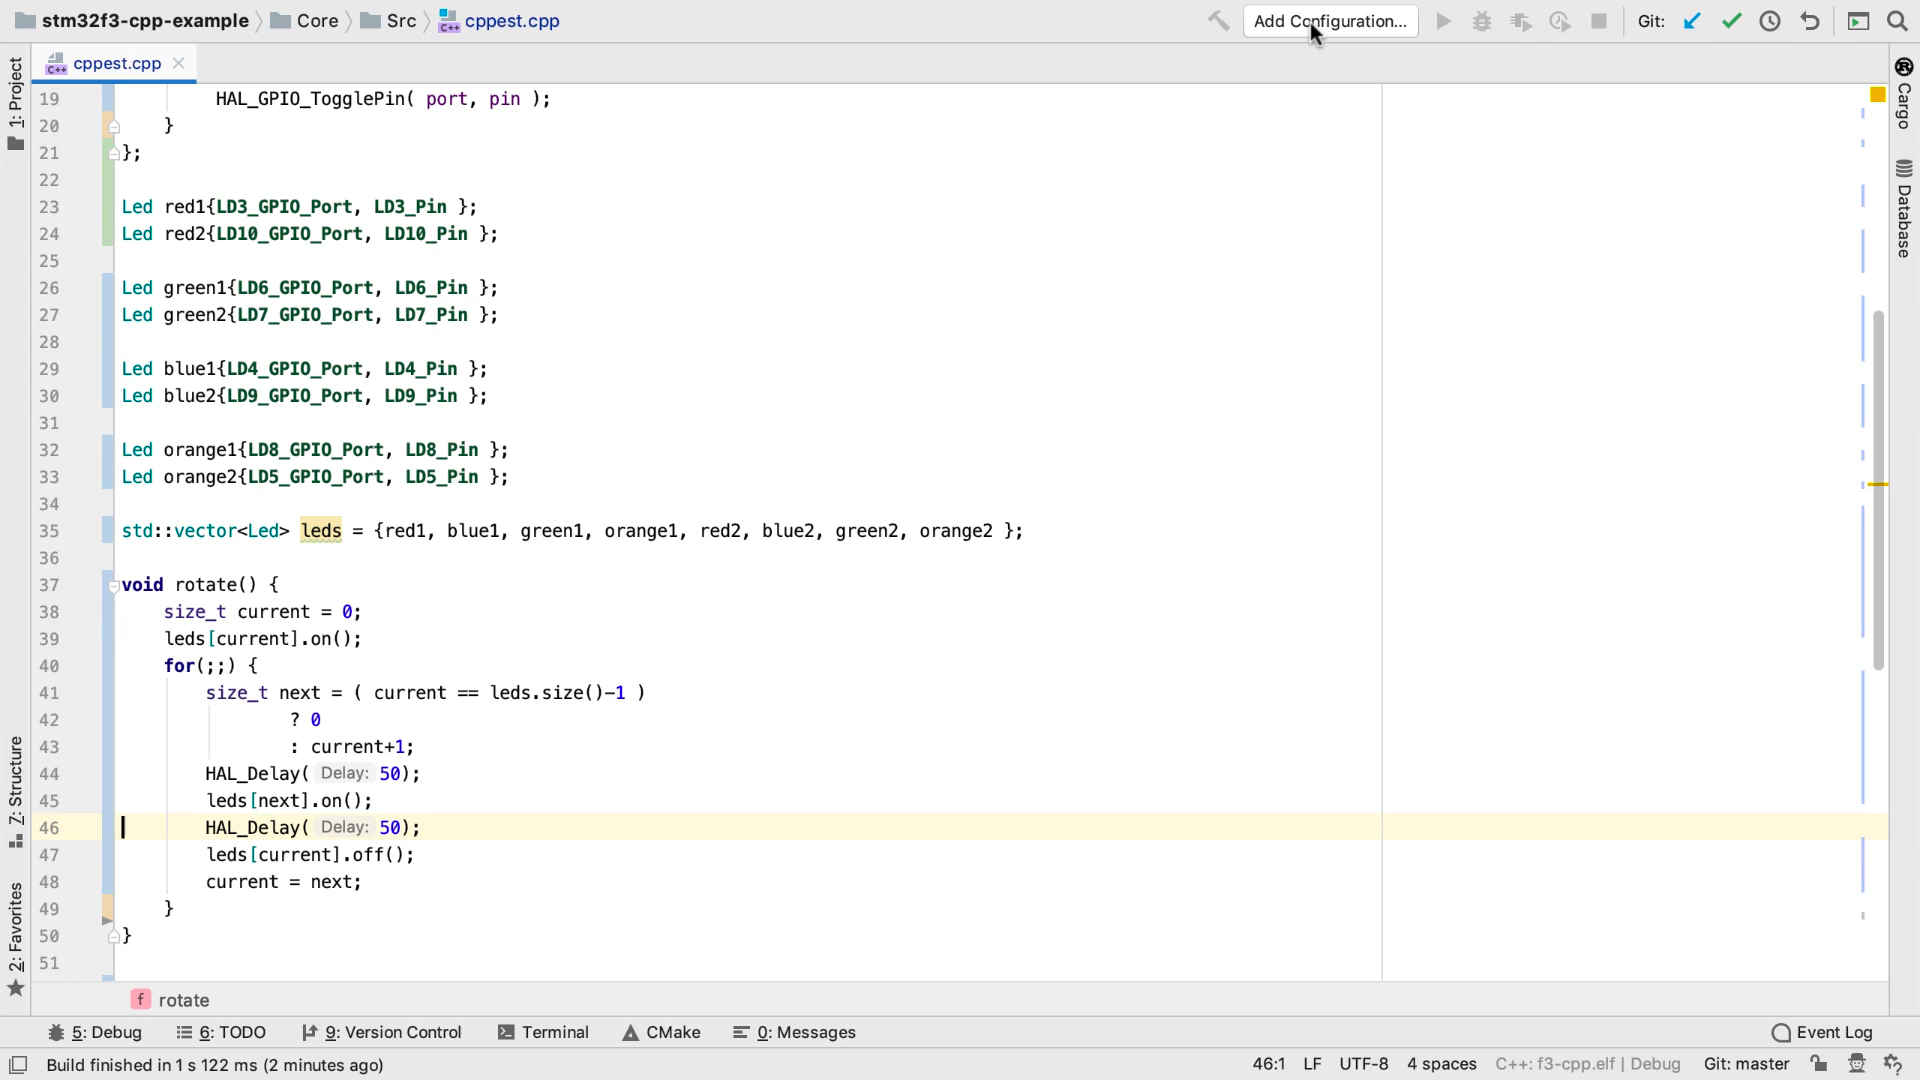 stm32f3-cpp-example Core Src cppest.cpp Add Configuration... Git:
cppest.cpp
1: Project
Cargo
Database
19 HAL_GPIO_TogglePin( port, pin );
20 }
21 };
22
23 Led red1{LD3_GPIO_Port, LD3_Pin };
24 Led red2{LD10_GPIO_Port, LD10_Pin };
25
26 Led green1{LD6_GPIO_Port, LD6_Pin };
27 Led green2{LD7_GPIO_Port, LD7_Pin };
28
29 Led blue1{LD4_GPIO_Port, LD4_Pin };
30 Led blue2{LD9_GPIO_Port, LD9_Pin };
31
32 Led orange1{LD8_GPIO_Port, LD8_Pin };
33 Led orange2{LD5_GPIO_Port, LD5_Pin };
34
35 std::vector<Led> leds = {red1, blue1, green1, orange1, red2, blue2, green2, orange2 };
36
37 void rotate() {
38 size_t current = 0;
39 leds[current].on();
40 for(;;) {
41 size_t next = ( current == leds.size()-1 )
42 ? 0
43 : current+1;
44 HAL_Delay( Delay: 50);
45 leds[next].on();
46 HAL_Delay( Delay: 50);
47 leds[current].off();
48 current = next;
49 }
50 }
51
7: Structure
2: Favorites
f rotate
5: Debug 6: TODO 9: Version Control Terminal CMake 0: Messages Event Log
Build finished in 1 s 122 ms (2 minutes ago) 46:1 LF UTF-8 4 spaces C++: f3-cpp.elf | Debug Git: master